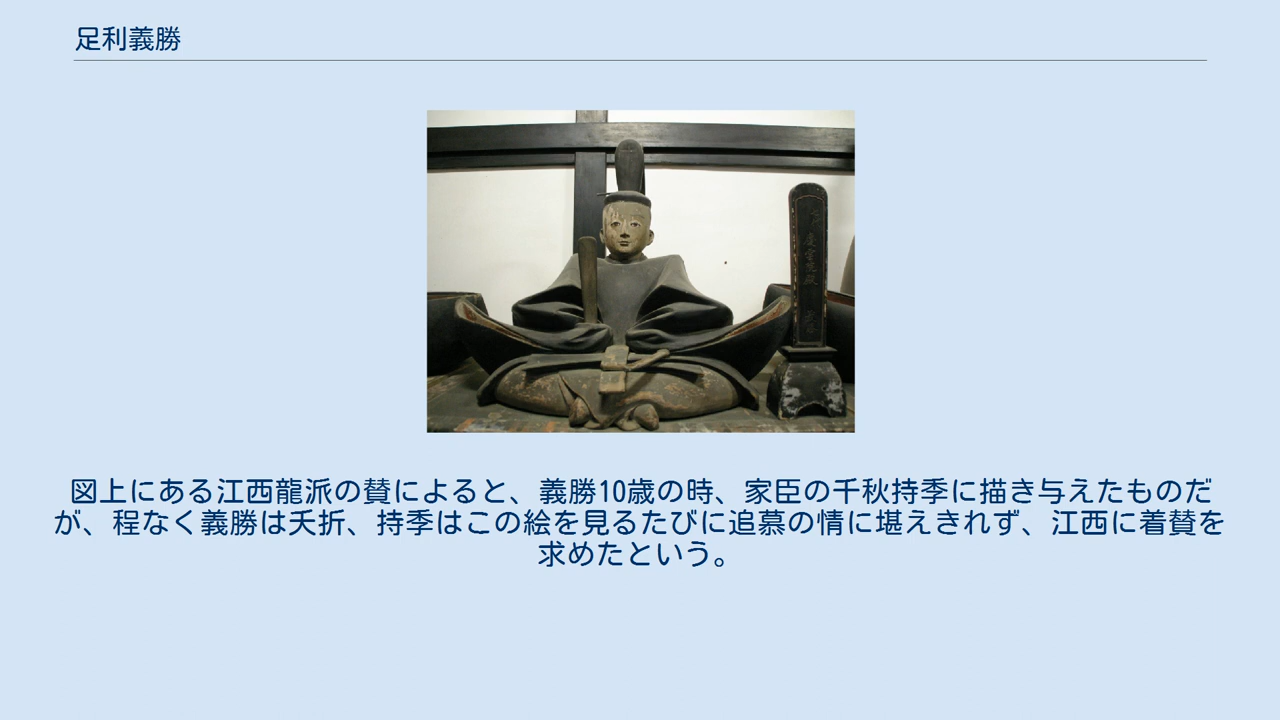 足利義勝
図上にある江西龍派の賛によると、義勝10歳の時、家臣の千秋持季に描き与えたものだ
が、程なく義勝は夭折、持季はこの絵を見るたびに追慕の情に堪えきれず、江西に着賛を
求めたという。